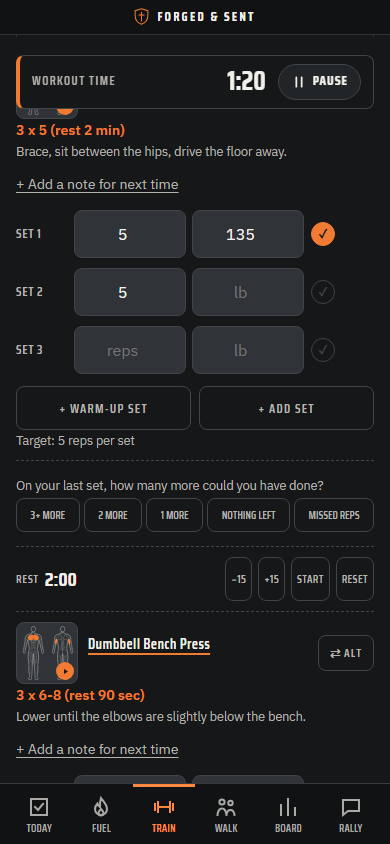 FORGED & SENT
WORKOUT TIME 1:20 PAUSE
3 x 5 (rest 2 min)
Brace, sit between the hips, drive the floor away.
+ Add a note for next time
SET 1 5 135
SET 2 5 lb
SET 3 reps lb
+ WARM-UP SET + ADD SET
Target: 5 reps per set
On your last set, how many more could you have done?
3+ MORE 2 MORE 1 MORE NOTHING LEFT MISSED REPS
REST 2:00 −15 +15 START RESET
Dumbbell Bench Press ⇄ ALT
3 x 6-8 (rest 90 sec)
Lower until the elbows are slightly below the bench.
+ Add a note for next time
TODAY FUEL TRAIN WALK BOARD RALLY